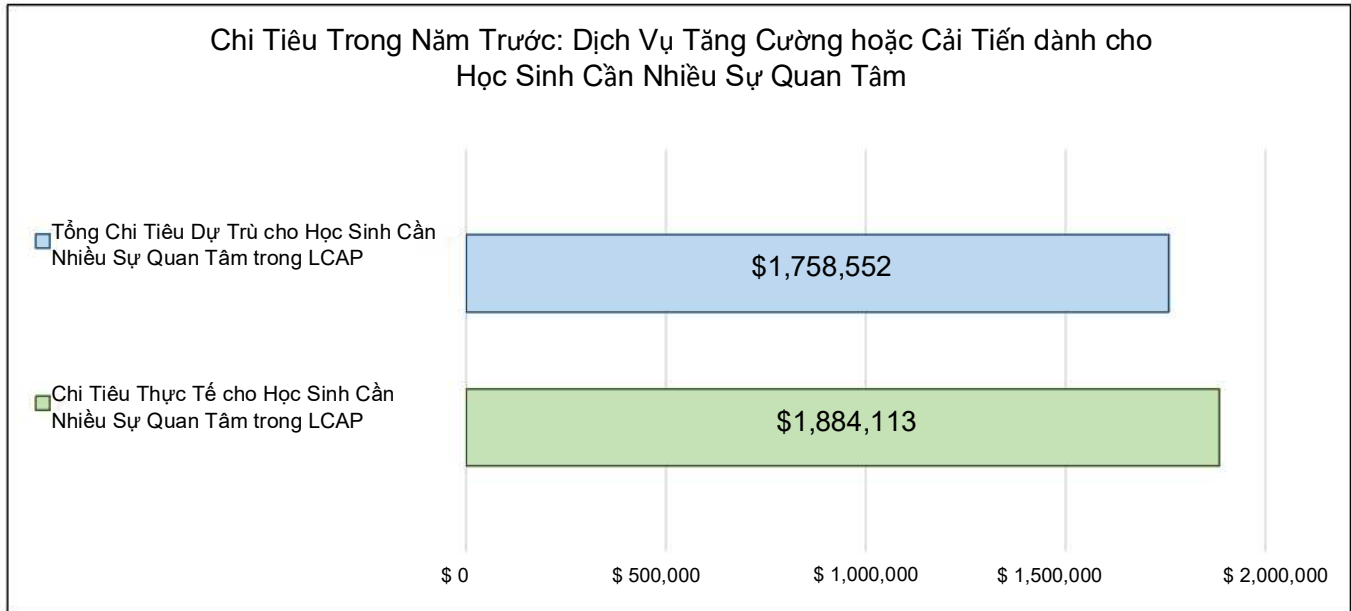 Chi Tiêu Trong Năm Trước: Dịch Vụ Tăng Cường hoặc Cải Tiến dành cho
Học Sinh Cần Nhiều Sự Quan Tâm
Tổng Chi Tiêu Dự Trù cho Học Sinh Cần
Nhiều Sự Quan Tâm trong LCAP
$1,758,552
Chi Tiêu Thực Tế cho Học Sinh Cần
Nhiều Sự Quan Tâm trong LCAP
$1,884,113
$ 0
$ 500,000
$ 1,000,000
$ 1,500,000
$ 2,000,000